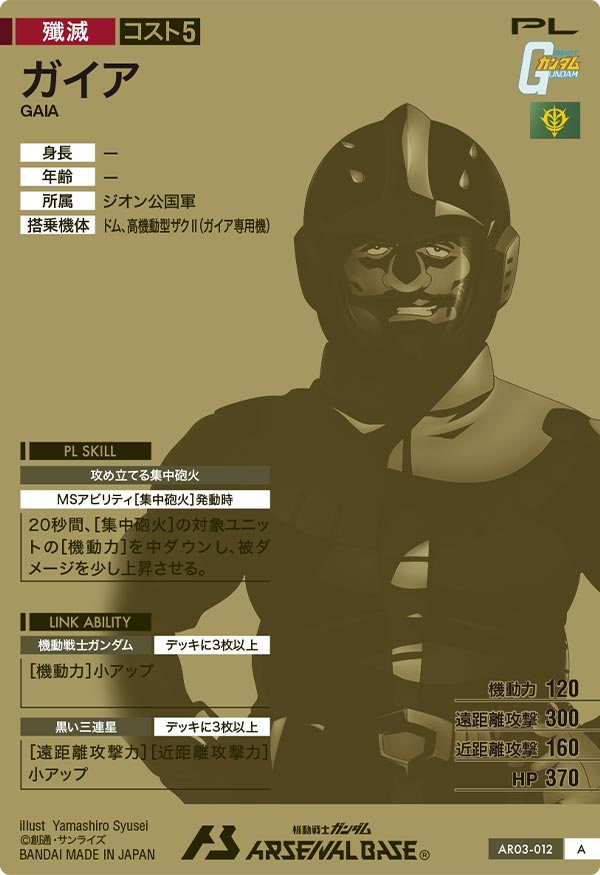 殲滅 コスト5
PL
機動戦士
ガンダム
GUNDAM
ガイア
GAIA
身長 ー
年齢 ー
所属 ジオン公国軍
搭乗機体 ドム、高機動型ザクⅡ(ガイア専用機)
PL SKILL
攻め立てる集中砲火
MSアビリティ[集中砲火]発動時
20秒間、[集中砲火]の対象ユニッ
トの[機動力]を中ダウンし、被ダ
メージを少し上昇させる。
LINK ABILITY
機動戦士ガンダム デッキに3枚以上
[機動力]小アップ
黒い三連星 デッキに3枚以上
[遠距離攻撃力][近距離攻撃力]
小アップ
機動力 120
遠距離攻撃 300
近距離攻撃 160
HP 370
illust Yamashiro Syusei
©創通・サンライズ
BANDAI MADE IN JAPAN
機動戦士ガンダム
AB ARSENAL BASE®
AR03-012 A